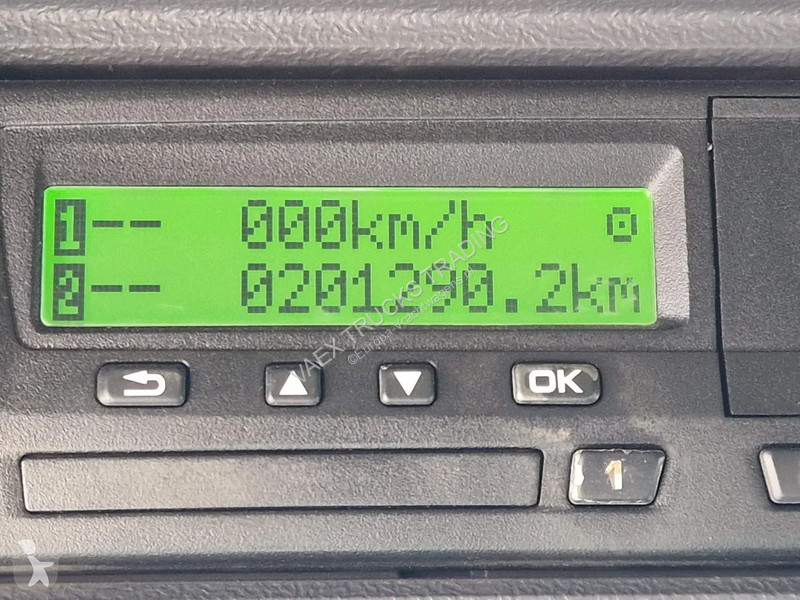 1-- 000km/h
2-- 0201290.2km
OK
1
VAEX TRUCKS TRADING